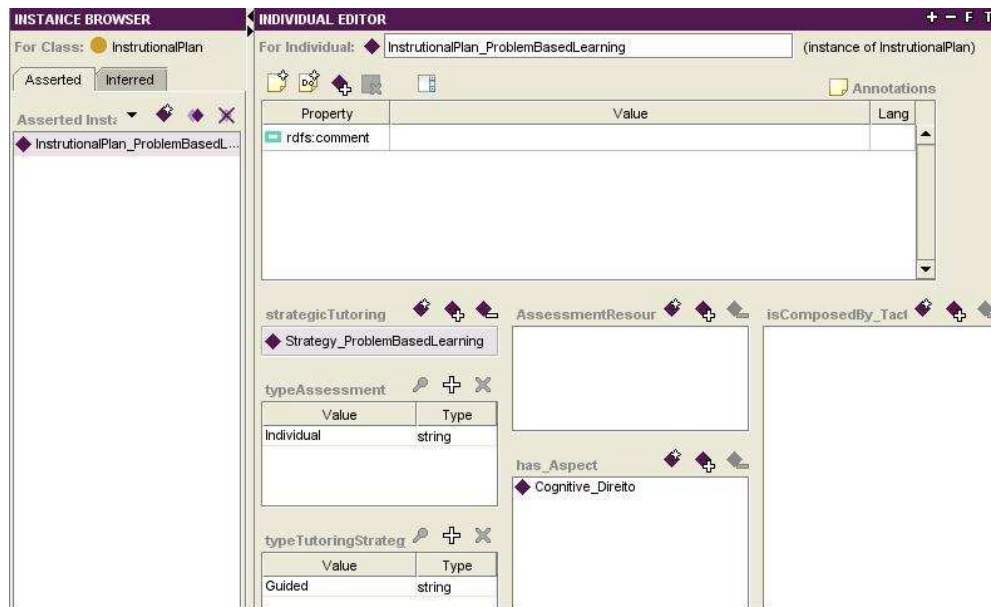 INSTANCE BROWSER
For Class: InstrutionalPlan
Asserted Inferred
Asserted Insta
InstrutionalPlan_ProblemBasedL...
INDIVIDUAL EDITOR
+ − F T
For Individual: InstrutionalPlan_ProblemBasedLearning (instance of InstrutionalPlan)
Annotations
Property Value Lang
rdfs:comment
strategicTutoring
Strategy_ProblemBasedLearning
typeAssessment
Value Type
Individual string
typeTutoringStrateg
Value Type
Guided string
AssessmentResour
has_Aspect
Cognitive_Direito
isComposedBy_Tact